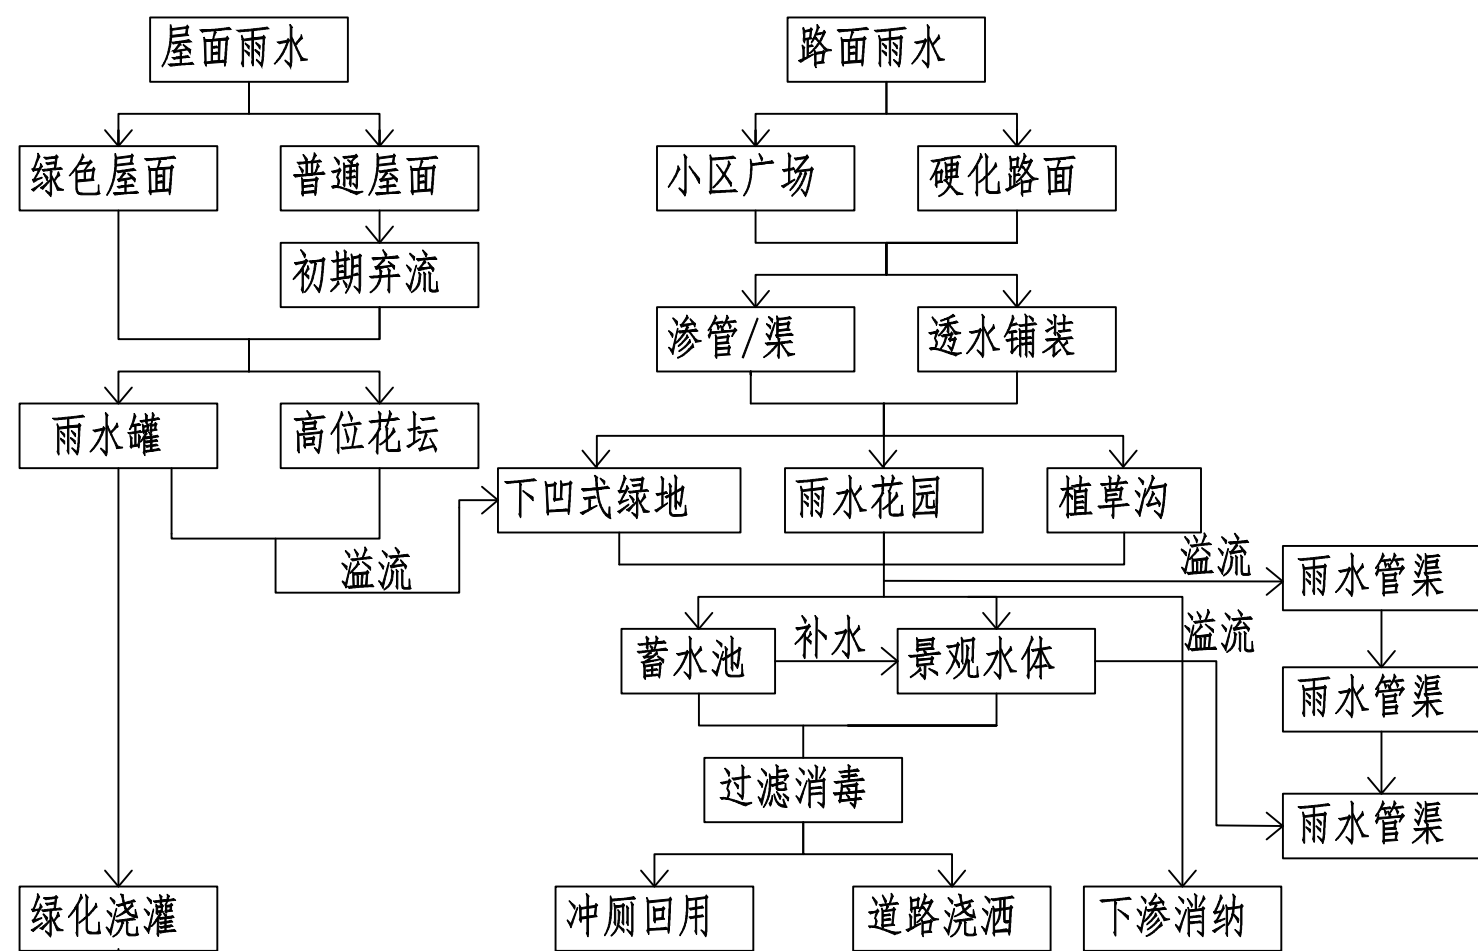 屋面雨水
路面雨水
绿色屋面
普通屋面
小区广场
硬化路面
初期弃流
渗管/渠
透水铺装
雨水罐
高位花坛
下凹式绿地
雨水花园
植草沟
溢流
溢流
雨水管渠
补水
溢流
蓄水池
景观水体
雨水管渠
过滤消毒
雨水管渠
绿化浇灌
冲厕回用
道路浇洒
下渗消纳